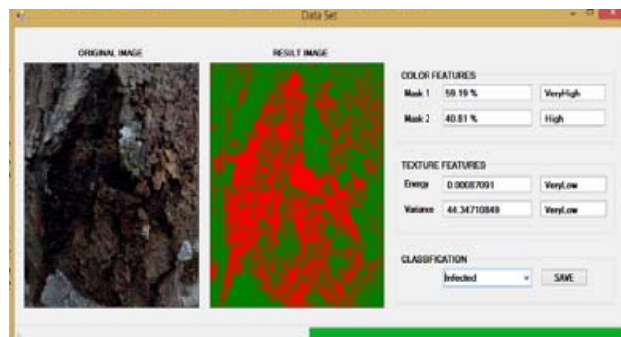 Data Set
ORIGINAL IMAGE
RESULT IMAGE
COLOR FEATURES
Mask 1 59.19 % VeryHigh
Mask 2 40.81 % High
TEXTURE FEATURES
Energy 0.00087091 VeryLow
Variance 44.34710849 VeryLow
CLASSIFICATION
Infected SAVE